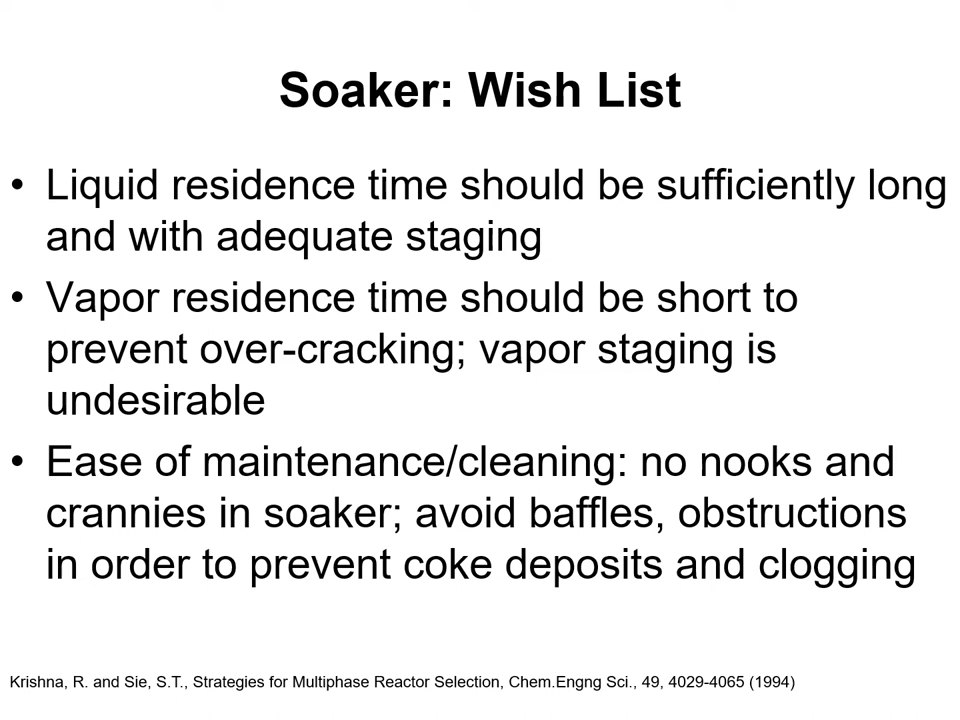 Soaker: Wish List
• Liquid residence time should be sufficiently long
and with adequate staging
• Vapor residence time should be short to
prevent over-cracking; vapor staging is
undesirable
• Ease of maintenance/cleaning: no nooks and
crannies in soaker; avoid baffles, obstructions
in order to prevent coke deposits and clogging
Krishna, R. and Sie, S.T., Strategies for Multiphase Reactor Selection, Chem.Engng Sci., 49, 4029-4065 (1994)